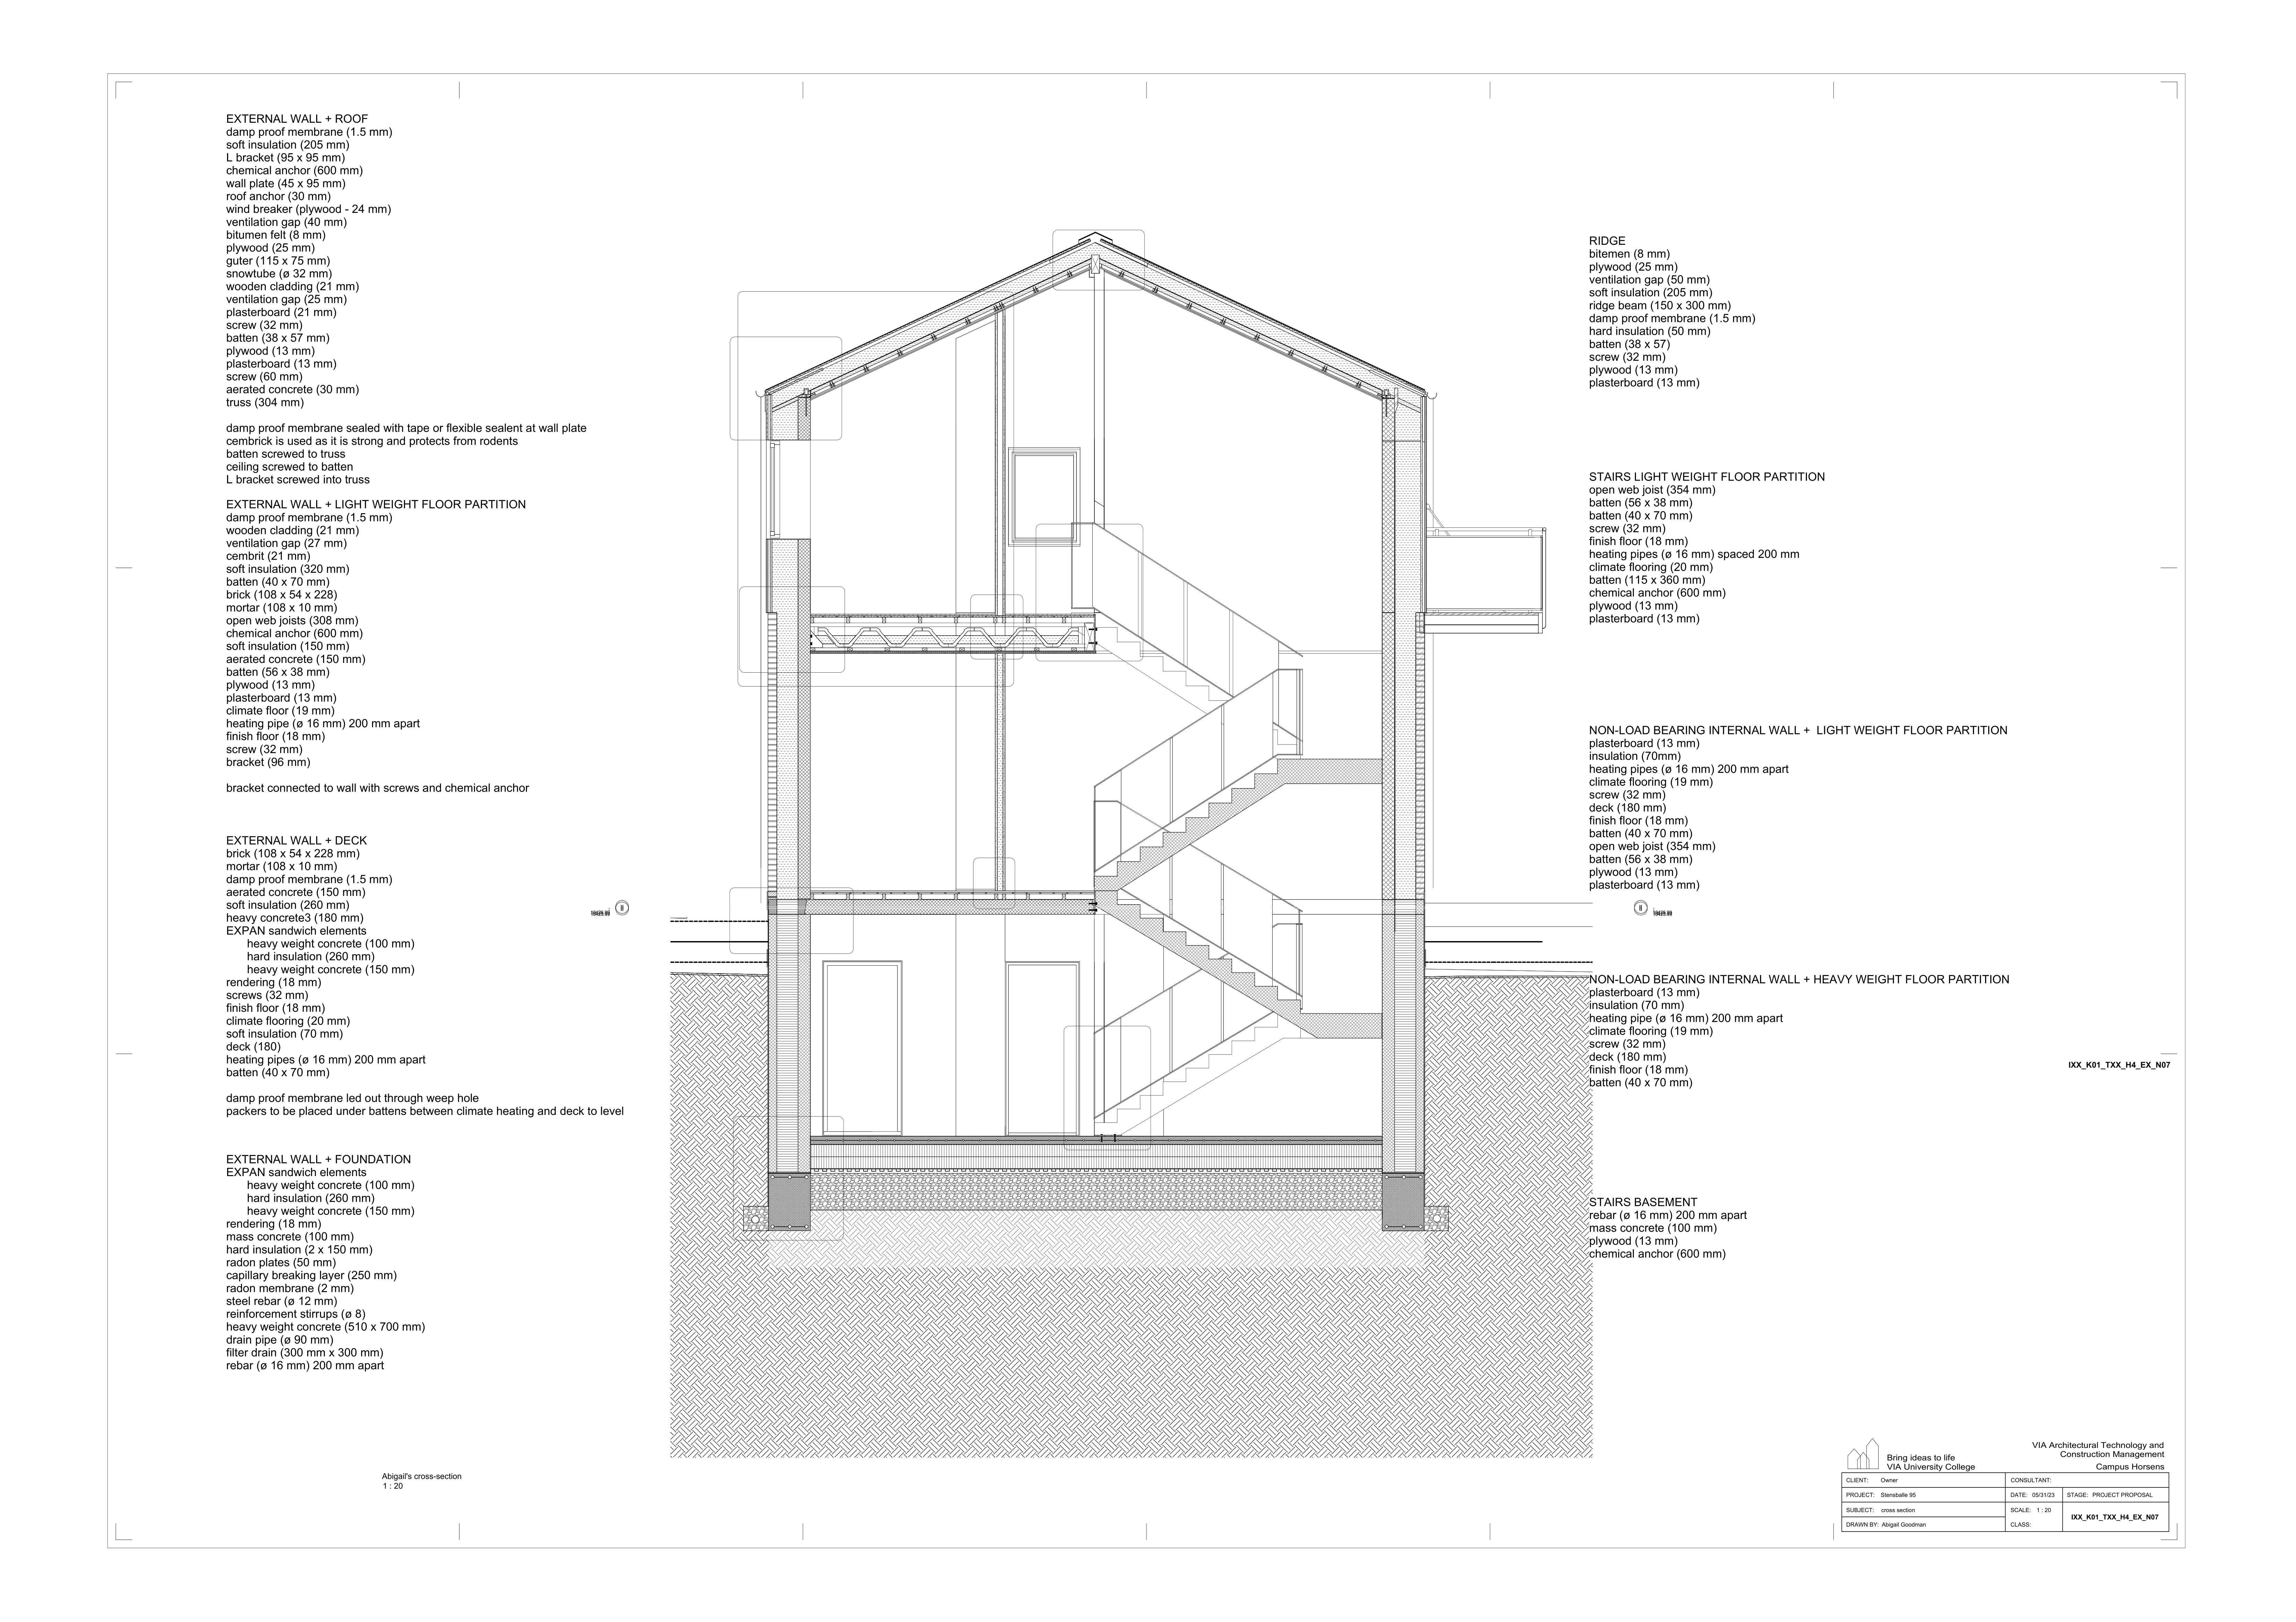 EXTERNAL WALL + ROOF
damp proof membrane (1.5 mm)
soft insulation (205 mm)
L bracket (95 x 95 mm)
chemical anchor (600 mm)
wall plate (45 x 95 mm)
roof anchor (30 mm)
wind breaker (plywood - 24 mm)
ventilation gap (40 mm)
bitumen felt (8 mm)
plywood (25 mm)
guter (115 x 75 mm)
snowtube (ø 32 mm)
wooden cladding (21 mm)
ventilation gap (25 mm)
plasterboard (21 mm)
screw (32 mm)
batten (38 x 57 mm)
plywood (13 mm)
plasterboard (13 mm)
screw (60 mm)
aerated concrete (30 mm)
truss (304 mm)
damp proof membrane sealed with tape or flexible sealent at wall plate
cembrick is used as it is strong and protects from rodents
batten screwed to truss
ceiling screwed to batten
L bracket screwed into truss
EXTERNAL WALL + LIGHT WEIGHT FLOOR PARTITION
damp proof membrane (1.5 mm)
wooden cladding (21 mm)
ventilation gap (27 mm)
cembrit (21 mm)
soft insulation (320 mm)
batten (40 x 70 mm)
brick (108 x 54 x 228)
mortar (108 x 10 mm)
open web joists (308 mm)
chemical anchor (600 mm)
soft insulation (150 mm)
aerated concrete (150 mm)
batten (56 x 38 mm)
plywood (13 mm)
plasterboard (13 mm)
climate floor (19 mm)
heating pipe (ø 16 mm) 200 mm apart
finish floor (18 mm)
screw (32 mm)
bracket (96 mm)
bracket connected to wall with screws and chemical anchor
EXTERNAL WALL + DECK
brick (108 x 54 x 228 mm)
mortar (108 x 10 mm)
damp proof membrane (1.5 mm)
aerated concrete (150 mm)
soft insulation (260 mm)
heavy concrete3 (180 mm)
EXPAN sandwich elements
heavy weight concrete (100 mm)
hard insulation (260 mm)
heavy weight concrete (150 mm)
rendering (18 mm)
screws (32 mm)
finish floor (18 mm)
climate flooring (20 mm)
soft insulation (70 mm)
deck (180)
heating pipes (ø 16 mm) 200 mm apart
batten (40 x 70 mm)
damp proof membrane led out through weep hole
packers to be placed under battens between climate heating and deck to level
EXTERNAL WALL + FOUNDATION
EXPAN sandwich elements
heavy weight concrete (100 mm)
hard insulation (260 mm)
heavy weight concrete (150 mm)
rendering (18 mm)
mass concrete (100 mm)
hard insulation (2 x 150 mm)
radon plates (50 mm)
capillary breaking layer (250 mm)
radon membrane (2 mm)
steel rebar (ø 12 mm)
reinforcement stirrups (ø 8)
heavy weight concrete (510 x 700 mm)
drain pipe (ø 90 mm)
filter drain (300 mm x 300 mm)
rebar (ø 16 mm) 200 mm apart
Abigail's cross-section
1 : 20
RIDGE
bitemen (8 mm)
plywood (25 mm)
ventilation gap (50 mm)
soft insulation (205 mm)
ridge beam (150 x 300 mm)
damp proof membrane (1.5 mm)
hard insulation (50 mm)
batten (38 x 57)
screw (32 mm)
plywood (13 mm)
plasterboard (13 mm)
STAIRS LIGHT WEIGHT FLOOR PARTITION
open web joist (354 mm)
batten (56 x 38 mm)
batten (40 x 70 mm)
screw (32 mm)
finish floor (18 mm)
heating pipes (ø 16 mm) spaced 200 mm
climate flooring (20 mm)
batten (115 x 360 mm)
chemical anchor (600 mm)
plywood (13 mm)
plasterboard (13 mm)
NON-LOAD BEARING INTERNAL WALL + LIGHT WEIGHT FLOOR PARTITION
plasterboard (13 mm)
insulation (70mm)
heating pipes (ø 16 mm) 200 mm apart
climate flooring (19 mm)
screw (32 mm)
deck (180 mm)
finish floor (18 mm)
batten (40 x 70 mm)
open web joist (354 mm)
batten (56 x 38 mm)
plywood (13 mm)
plasterboard (13 mm)
NON-LOAD BEARING INTERNAL WALL + HEAVY WEIGHT FLOOR PARTITION
plasterboard (13 mm)
insulation (70 mm)
heating pipe (ø 16 mm) 200 mm apart
climate flooring (19 mm)
screw (32 mm)
deck (180 mm)
finish floor (18 mm)
batten (40 x 70 mm)
IXX_K01_TXX_H4_EX_N07
STAIRS BASEMENT
rebar (ø 16 mm) 200 mm apart
mass concrete (100 mm)
plywood (13 mm)
chemical anchor (600 mm)
Bring ideas to life
VIA University College
VIA Architectural Technology and
Construction Management
Campus Horsens
CLIENT: Owner
CONSULTANT:
PROJECT: Stensballe 95
DATE: 05/31/23
STAGE: PROJECT PROPOSAL
SUBJECT: cross section
SCALE: 1 : 20
IXX_K01_TXX_H4_EX_N07
DRAWN BY: Abigail Goodman
CLASS: